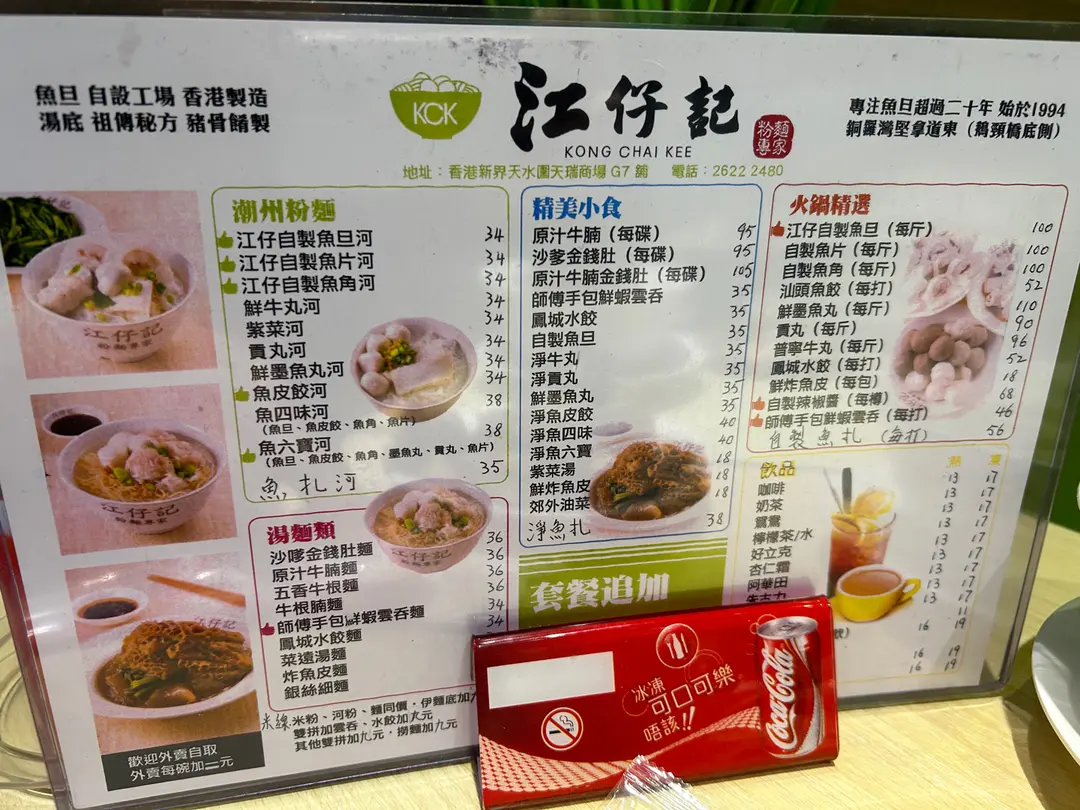 魚旦 自設工場 香港製造
湯底 祖傳秘方 豬骨餚製
KCK
江仔記
KONG CHAI KEE
粉麵專家
專注魚旦超過二十年 始於1994
銅鑼灣堅拿道東（鵝頸橋底側）
地址：香港新界天水圍天瑞商場 G7 舖 電話：2622 2480
潮州粉麵
江仔自製魚旦河 34
江仔自製魚片河 34
江仔自製魚角河 34
鮮牛丸河 34
紫菜河 34
貢丸河 34
鮮墨魚丸河 34
魚皮餃河 34
魚四味河 38
(魚旦、魚皮餃、魚角、魚片)
魚六寶河 38
(魚旦、魚皮餃、魚角、墨魚丸、貢丸、魚片)
魚扎河 35
湯麵類
沙嗲金錢肚麵 36
原汁牛腩麵 36
五香牛根麵 36
牛根腩麵 36
師傅手包鮮蝦雲吞麵 34
鳳城水餃麵 34
菜遠湯麵
炸魚皮麵
銀絲細麵
米線 米粉、河粉、麵同價，伊麵底加
雙拼加雲吞、水餃加亢元
其他雙拼加九元，撈麵加九元
歡迎外賣自取
外賣每碗加二元
精美小食
原汁牛腩（每碟） 95
沙爹金錢肚（每碟） 95
原汁牛腩金錢肚（每碟） 105
師傅手包鮮蝦雲吞 35
鳳城水餃 35
自製魚旦 35
淨牛丸 35
淨貢丸 35
鮮墨魚丸 35
淨魚皮餃 35
淨魚四味 40
淨魚六寶 40
紫菜湯 18
鮮炸魚皮 18
郊外油菜 18
淨魚扎 38
套餐追加
火鍋精選
江仔自製魚旦（每斤） 100
自製魚片（每斤） 100
自製魚角（每斤） 100
汕頭魚餃（每打） 52
鮮墨魚丸（每斤） 110
貢丸（每斤） 90
普寧牛丸（每斤） 96
鳳城水餃（每打） 52
鮮炸魚皮（每包） 18
自製辣椒醬（每樽） 68
師傅手包鮮蝦雲吞（每打） 46
自製魚扎（每打） 56
飲品 熱 凍
咖啡 13 17
奶茶 13 17
鴛鴦 13 17
檸檬茶/水 13 17
好立克 13 17
杏仁霜 13 17
阿華田 13 17
朱古力 13 17
11
16 19
16 19
16 19
冰凍
可口可樂
唔該!!
Coca-Cola